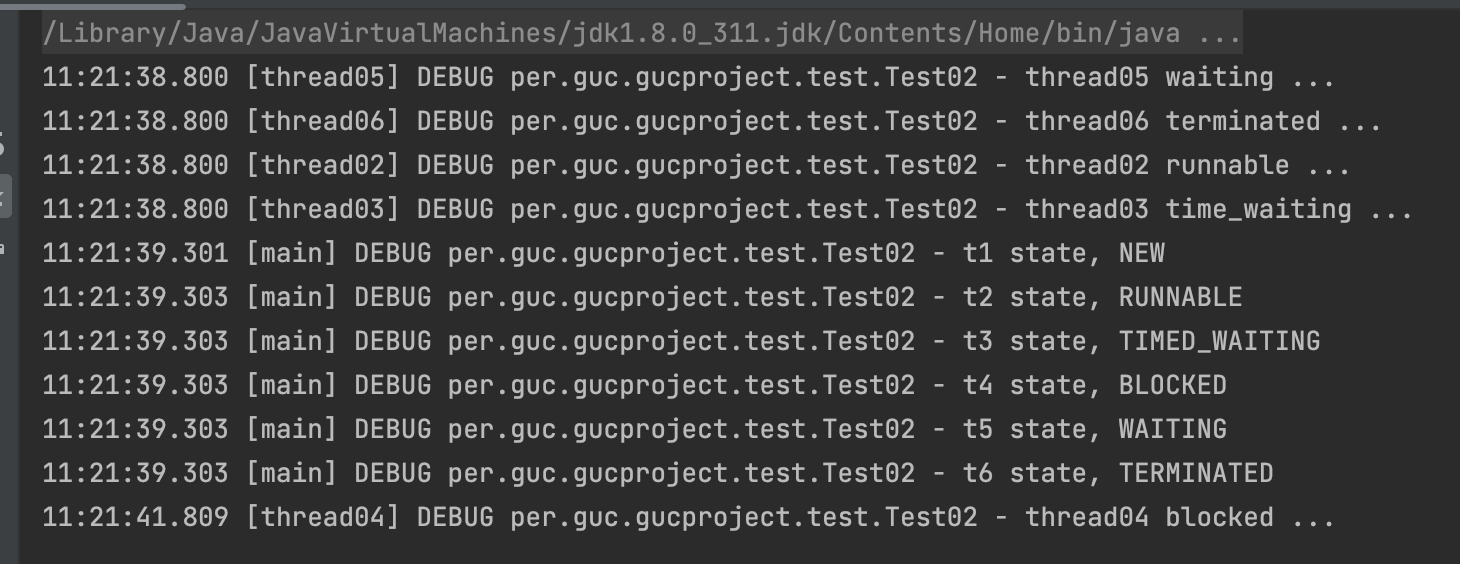 /Library/Java/JavaVirtualMachines/jdk1.8.0_311.jdk/Contents/Home/bin/java ...
11:21:38.800 [thread05] DEBUG per.guc.gucproject.test.Test02 - thread05 waiting ...
11:21:38.800 [thread06] DEBUG per.guc.gucproject.test.Test02 - thread06 terminated ...
11:21:38.800 [thread02] DEBUG per.guc.gucproject.test.Test02 - thread02 runnable ...
11:21:38.800 [thread03] DEBUG per.guc.gucproject.test.Test02 - thread03 time_waiting ...
11:21:39.301 [main] DEBUG per.guc.gucproject.test.Test02 - t1 state, NEW
11:21:39.303 [main] DEBUG per.guc.gucproject.test.Test02 - t2 state, RUNNABLE
11:21:39.303 [main] DEBUG per.guc.gucproject.test.Test02 - t3 state, TIMED_WAITING
11:21:39.303 [main] DEBUG per.guc.gucproject.test.Test02 - t4 state, BLOCKED
11:21:39.303 [main] DEBUG per.guc.gucproject.test.Test02 - t5 state, WAITING
11:21:39.303 [main] DEBUG per.guc.gucproject.test.Test02 - t6 state, TERMINATED
11:21:41.809 [thread04] DEBUG per.guc.gucproject.test.Test02 - thread04 blocked ...